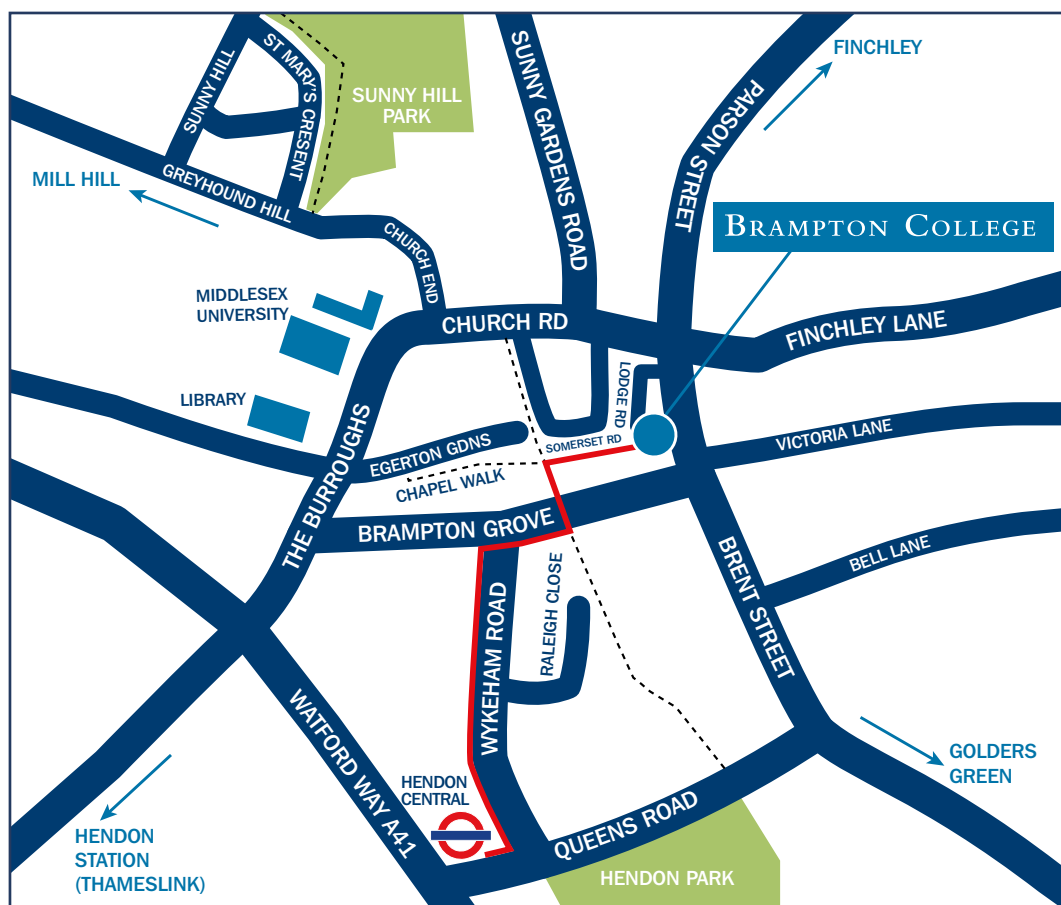 FINCHLEY
SUNNY HILL
ST MARY'S CRESENT
SUNNY HILL
PARK
SUNNY GARDENS ROAD
PARSON STREET
MILL HILL
GREYHOUND HILL
CHURCH END
BRAMPTON COLLEGE
MIDDLESEX
UNIVERSITY
CHURCH RD
FINCHLEY LANE
LIBRARY
THE BURROUGHS
EGERTON GDNS
LODGE RD
SOMERSET RD
VICTORIA LANE
CHAPEL WALK
BRAMPTON GROVE
BRENT STREET
BELL LANE
RALEIGH CLOSE
WYKEHAM ROAD
WATFORD WAY A41
GOLDERS
GREEN
HENDON
CENTRAL
QUEENS ROAD
HENDON
STATION
(THAMESLINK)
HENDON PARK